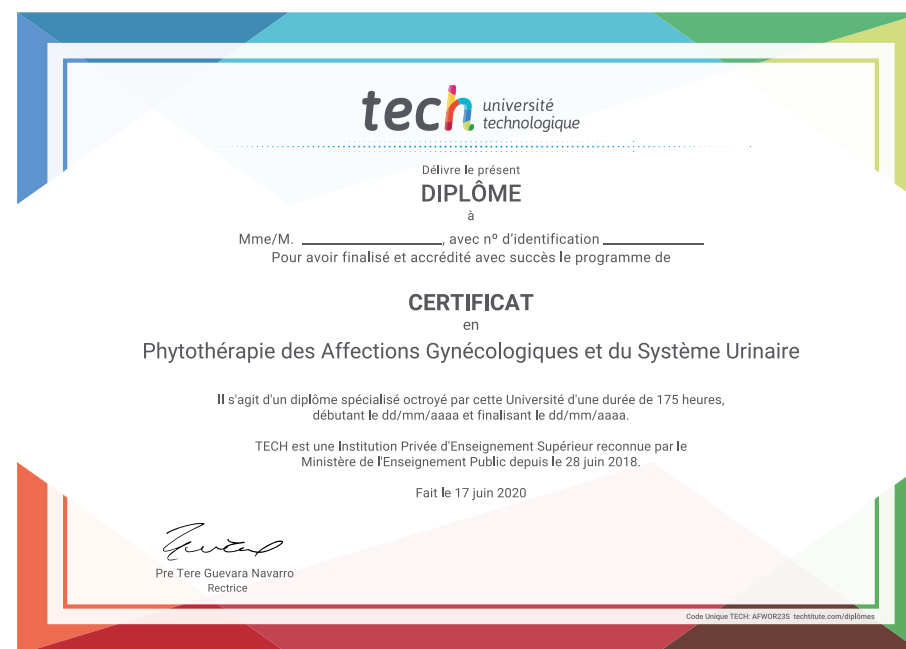 tech université
technologique
Délivre le présent
DIPLÔME
à
Mme/M. ____________________, avec nº d'identification ______________
Pour avoir finalisé et accrédité avec succès le programme de
CERTIFICAT
en
Phytothérapie des Affections Gynécologiques et du Système Urinaire
Il s'agit d'un diplôme spécialisé octroyé par cette Université d'une durée de 175 heures,
débutant le dd/mm/aaaa et finalisant le dd/mm/aaaa.
TECH est une Institution Privée d'Enseignement Supérieur reconnue par le
Ministère de l'Enseignement Public depuis le 28 juin 2018.
Fait le 17 juin 2020
Pre Tere Guevara Navarro
Rectrice
Code Unique TECH: AFWOR23S techtitute.com/diplômes